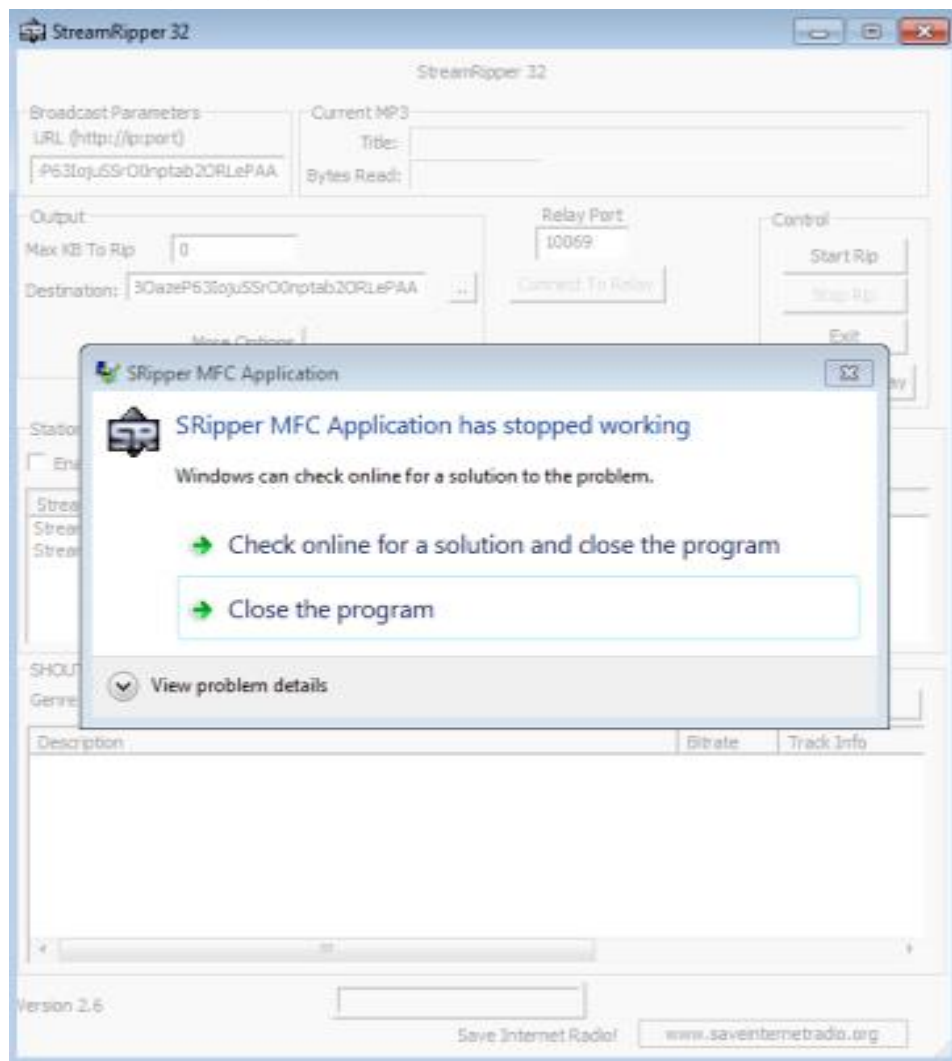 StreamRipper 32
StreamRipper 32
Broadcast Parameters
URL (http://ip:port)
Current MP3
Title:
Bytes Read:
Output
Max KB To Rip 0
Destination:
..
Relay Port
10069
Connect To Relay
Control
Start Rip
Stop Rip
Exit
More Options
SRipper MFC Application
SR
SRipper MFC Application has stopped working
Windows can check online for a solution to the problem.
Check online for a solution and close the program
Close the program
View problem details
Description Bitrate Track Info
Version 2.6
Save Internet Radio! www.saveinternetradio.org